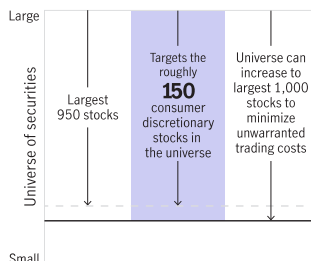 Large
Universe of securities
Largest
950 stocks
Targets the
roughly
150
consumer
discretionary
stocks in
the universe
Universe can
increase to
largest 1,000
stocks to
minimize
unwarranted
trading costs
Small